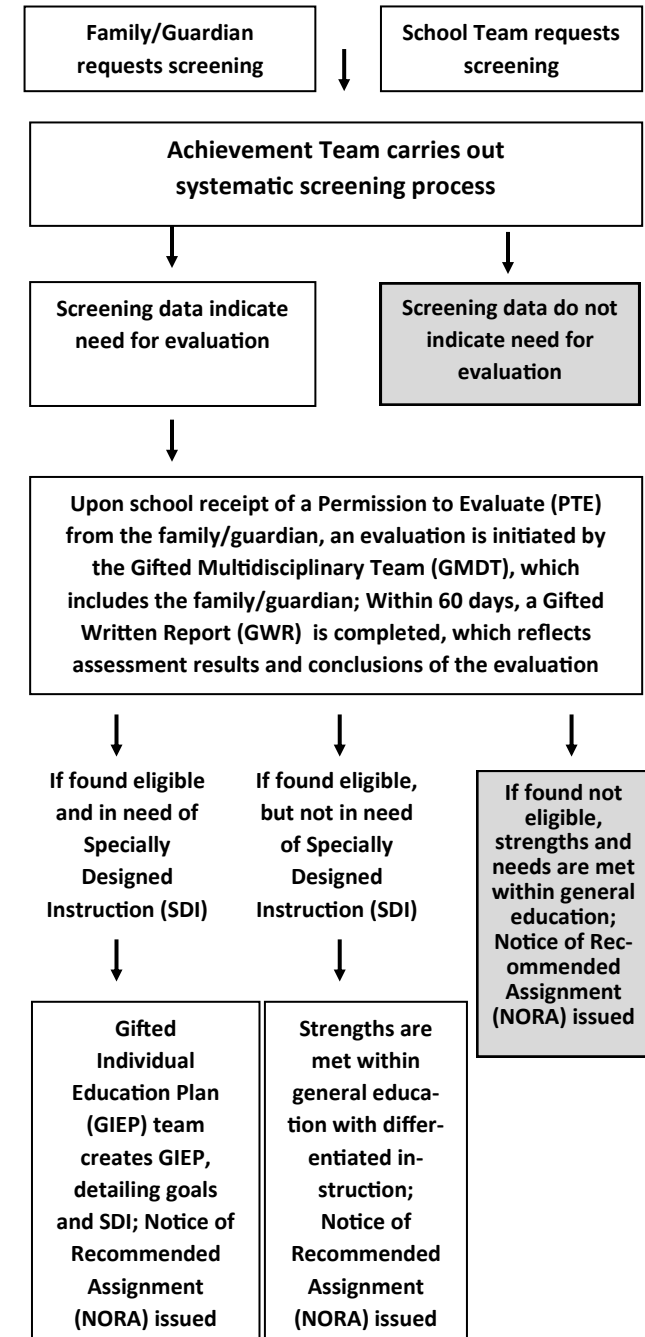 Family/Guardian
requests screening
School Team requests
screening
Achievement Team carries out
systematic screening process
Screening data indicate
need for evaluation
Screening data do not
indicate need for
evaluation
Upon school receipt of a Permission to Evaluate (PTE)
from the family/guardian, an evaluation is initiated by
the Gifted Multidisciplinary Team (GMDT), which
includes the family/guardian; Within 60 days, a Gifted
Written Report (GWR)  is completed, which reflects
assessment results and conclusions of the evaluation
If found eligible
and in need of
Specially
Designed
Instruction (SDI)
If found eligible,
but not in need
of Specially
Designed
Instruction (SDI)
If found not
eligible,
strengths and
needs are met
within general
education;
Notice of Rec-
ommended
Assignment
(NORA) issued
Gifted
Individual
Education Plan
(GIEP) team
creates GIEP,
detailing goals
and SDI; Notice of
Recommended
Assignment
(NORA) issued
Strengths are
met within
general educa-
tion with differ-
entiated in-
struction;
Notice of
Recommended
Assignment
(NORA) issued